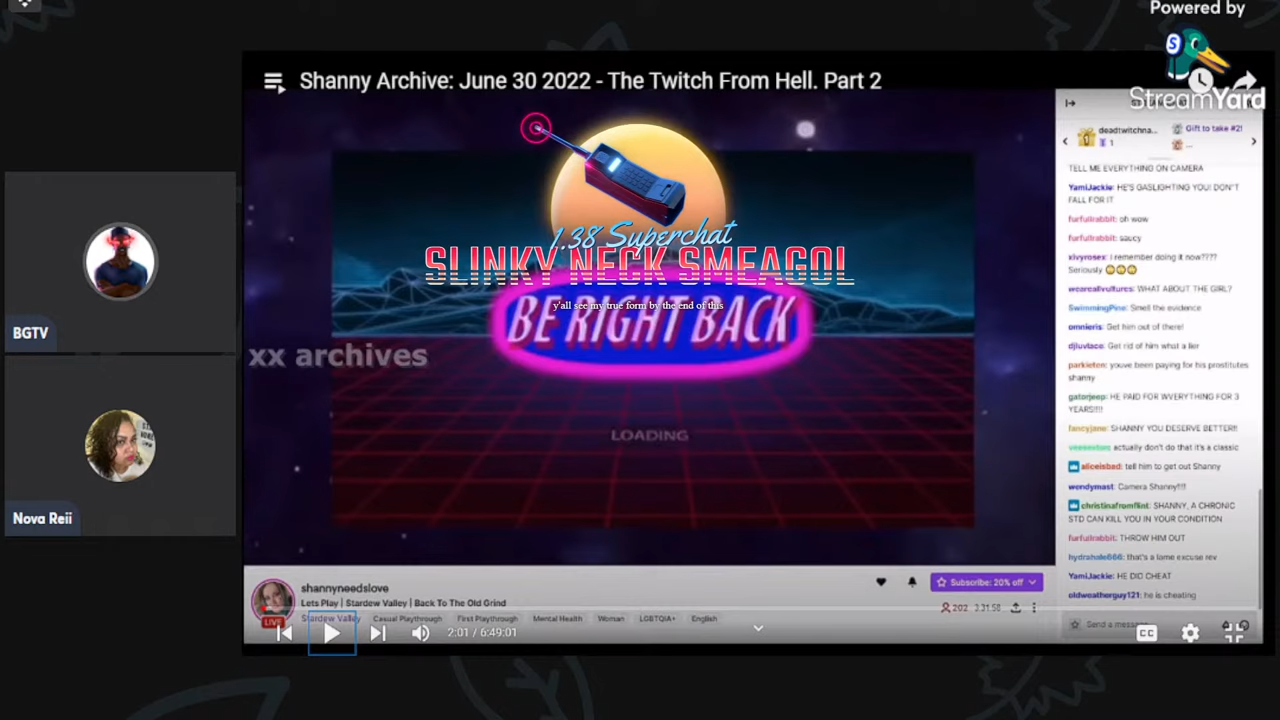 Powered by
StreamYard
Shanny Archive: June 30 2022 - The Twitch From Hell. Part 2
deadtwitchna...
1
Gift to take #2!
...
TELL ME EVERYTHING ON CAMERA
YamiJackie: HE'S GASLIGHTING YOU! DON'T
FALL FOR IT
furfullrabbit: oh wow
furfullrabbit: saucy
xivyrosex: I remember doing it now????
Seriously
weareallvultures: WHAT ABOUT THE GIRL?
SwimmingPins: Smell the evidence
omnieris: Get him out of there!
djluvlace: Get rid of him what a lier
parkieton: youve been paying for his prostitutes
shanny
gatorjeep: HE PAID FOR WVERYTHING FOR 3
YEARS!!!!
fancyjane: SHANNY YOU DESERVE BETTER!!
actually don't do that it's a classic
aliceisbad: tell him to get out Shanny
wendymast: Camera Shanny!!!!
christinafromflint: SHANNY, A CHRONIC
STD CAN KILL YOU IN YOUR CONDITION
furfullrabbit: THROW HIM OUT
hydrahale666: that's a lame excuse rev
YamiJackie: HE DID CHEAT
oldweatherguy121: he is cheating
Send a message
1.38 Superchat
SLINKY NECK SMEAGOL
y'all see my true form by the end of this
BE RIGHT BACK
xx archives
LOADING
BGTV
Nova Reii
shannyneedslove
Lets Play | Stardew Valley | Back To The Old Grind
LIVE
Stardew Valley Casual Playthrough First Playthrough Mental Health Woman LGBTQIA+ English
Subscribe: 20% off
202 3:31:58
2:01 / 6:49:01
CC